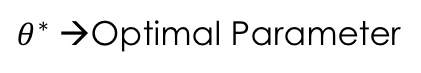 θ* → Optimal Parameter